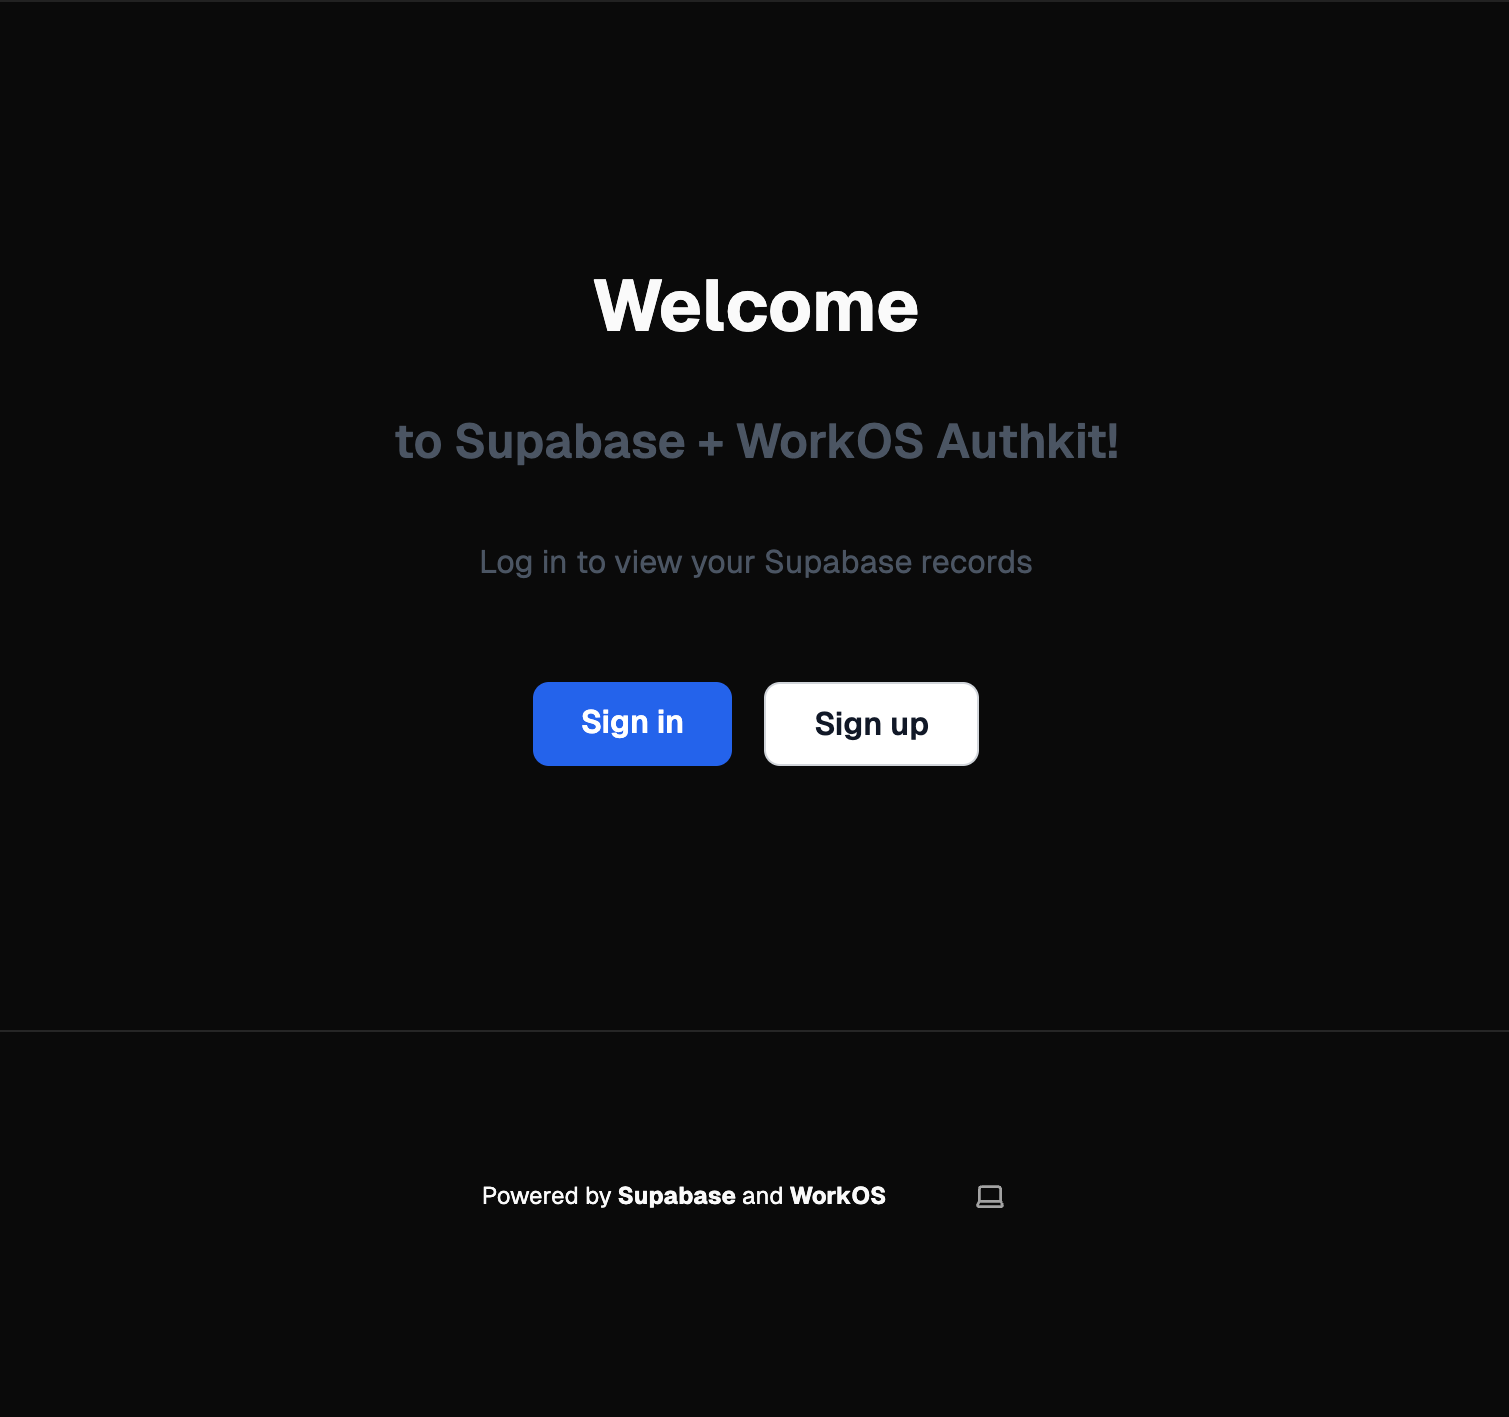 Welcome
to Supabase + WorkOS Authkit!
Log in to view your Supabase records
Sign in
Sign up
Powered by Supabase and WorkOS